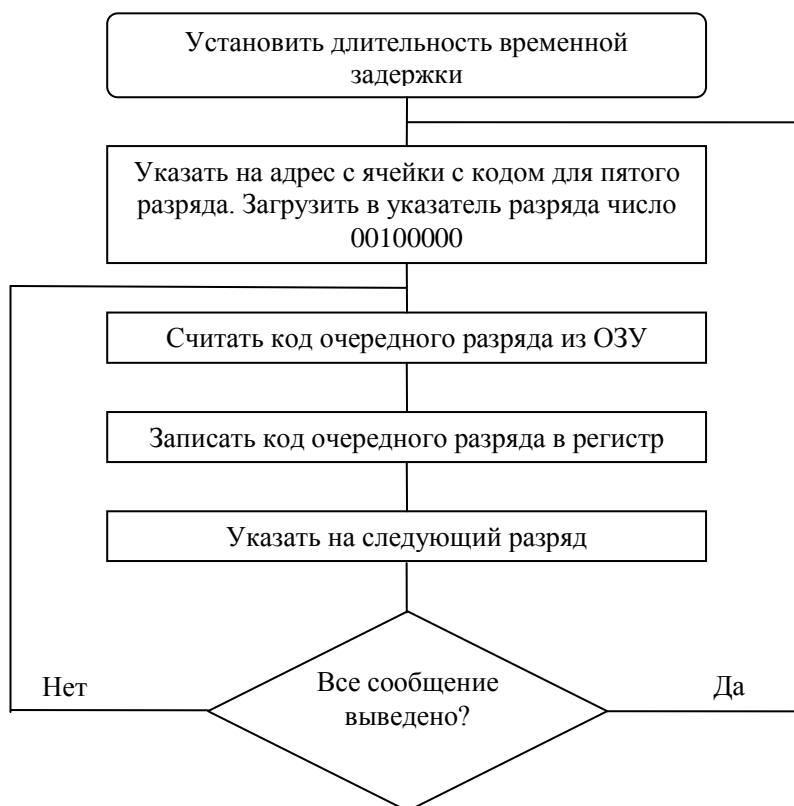 Установить длительность временной
задержки
Указать на адрес с ячейки с кодом для пятого
разряда. Загрузить в указатель разряда число
00100000
Считать код очередного разряда из ОЗУ
Записать код очередного разряда в регистр
Указать на следующий разряд
Нет
Все сообщение
выведено?
Да